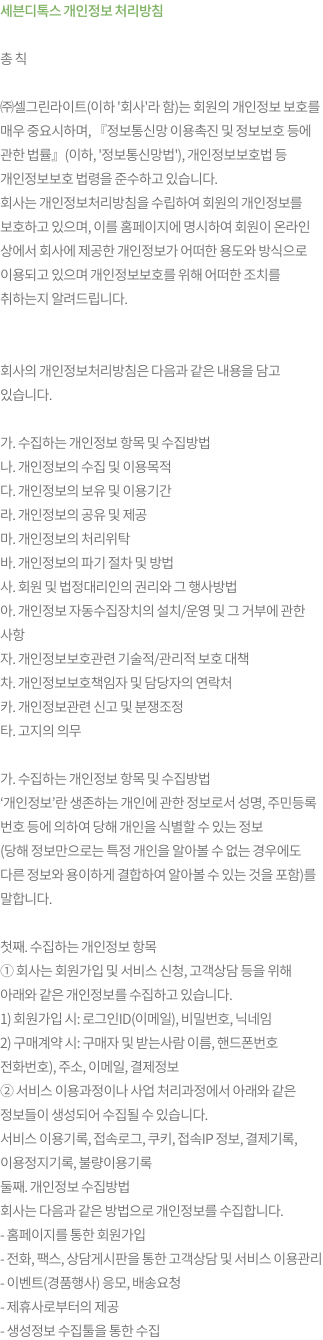 세븐디톡스 개인정보 처리방침
총 칙
㈜셀그린라이트(이하 '회사'라 함)는 회원의 개인정보 보호를
매우 중요시하며, 『정보통신망 이용촉진 및 정보보호 등에
관한 법률』(이하, '정보통신망법'), 개인정보보호법 등
개인정보보호 법령을 준수하고 있습니다.
회사는 개인정보처리방침을 수립하여 회원의 개인정보를
보호하고 있으며, 이를 홈페이지에 명시하여 회원이 온라인
상에서 회사에 제공한 개인정보가 어떠한 용도와 방식으로
이용되고 있으며 개인정보보호를 위해 어떠한 조치를
취하는지 알려드립니다.
회사의 개인정보처리방침은 다음과 같은 내용을 담고
있습니다.
가. 수집하는 개인정보 항목 및 수집방법
나. 개인정보의 수집 및 이용목적
다. 개인정보의 보유 및 이용기간
라. 개인정보의 공유 및 제공
마. 개인정보의 처리위탁
바. 개인정보의 파기 절차 및 방법
사. 회원 및 법정대리인의 권리와 그 행사방법
아. 개인정보 자동수집장치의 설치/운영 및 그 거부에 관한
사항
자. 개인정보보호관련 기술적/관리적 보호 대책
차. 개인정보보호책임자 및 담당자의 연락처
카. 개인정보관련 신고 및 분쟁조정
타. 고지의 의무
가. 수집하는 개인정보 항목 및 수집방법
‘개인정보’란 생존하는 개인에 관한 정보로서 성명, 주민등록
번호 등에 의하여 당해 개인을 식별할 수 있는 정보
(당해 정보만으로는 특정 개인을 알아볼 수 없는 경우에도
다른 정보와 용이하게 결합하여 알아볼 수 있는 것을 포함)를
말합니다.
첫째. 수집하는 개인정보 항목
① 회사는 회원가입 및 서비스 신청, 고객상담 등을 위해
아래와 같은 개인정보를 수집하고 있습니다.
1) 회원가입 시: 로그인ID(이메일), 비밀번호, 닉네임
2) 구매계약 시: 구매자 및 받는사람 이름, 핸드폰번호
전화번호), 주소, 이메일, 결제정보
② 서비스 이용과정이나 사업 처리과정에서 아래와 같은
정보들이 생성되어 수집될 수 있습니다.
서비스 이용기록, 접속로그, 쿠키, 접속IP 정보, 결제기록,
이용정지기록, 불량이용기록
둘째. 개인정보 수집방법
회사는 다음과 같은 방법으로 개인정보를 수집합니다.
- 홈페이지를 통한 회원가입
- 전화, 팩스, 상담게시판을 통한 고객상담 및 서비스 이용관리
- 이벤트(경품행사) 응모, 배송요청
- 제휴사로부터의 제공
- 생성정보 수집툴을 통한 수집